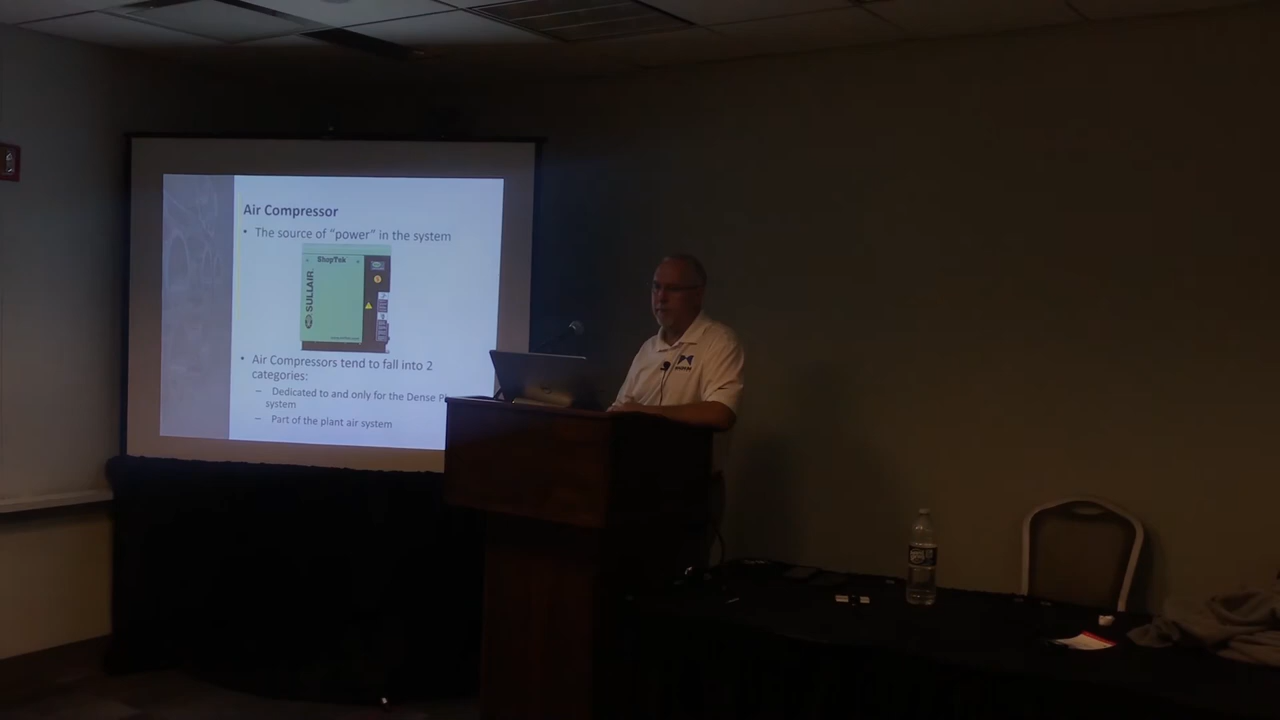 Air Compressor
• The source of "power" in the system
ShopTek
SULLAIR
• Air Compressors tend to fall into 2
categories:
– Dedicated to and only for the Dense
system
– Part of the plant air system